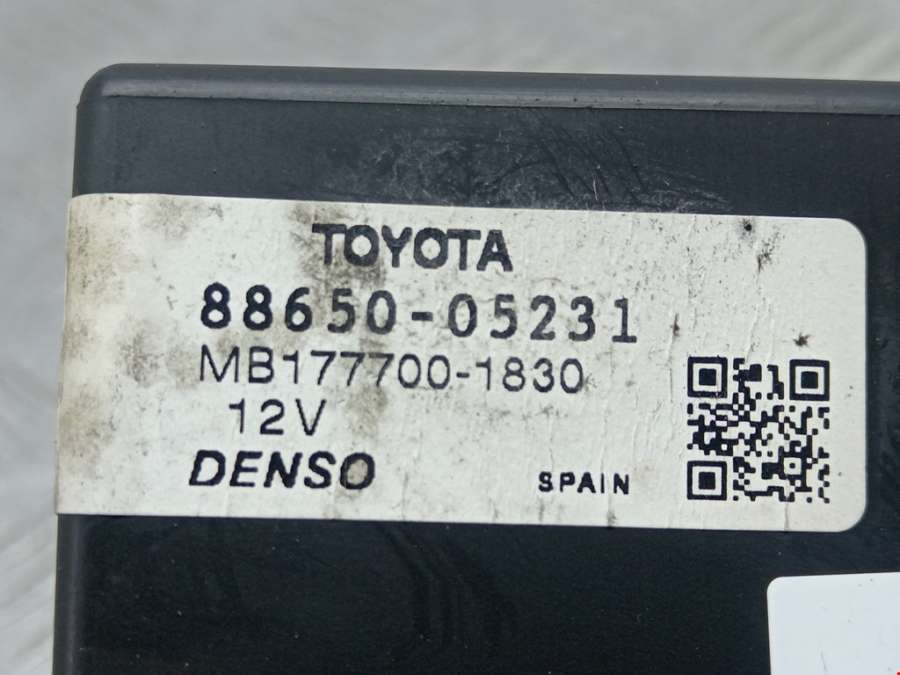 TOYOTA
88650-05231
MB177700-1830
12V
DENSO
SPAIN